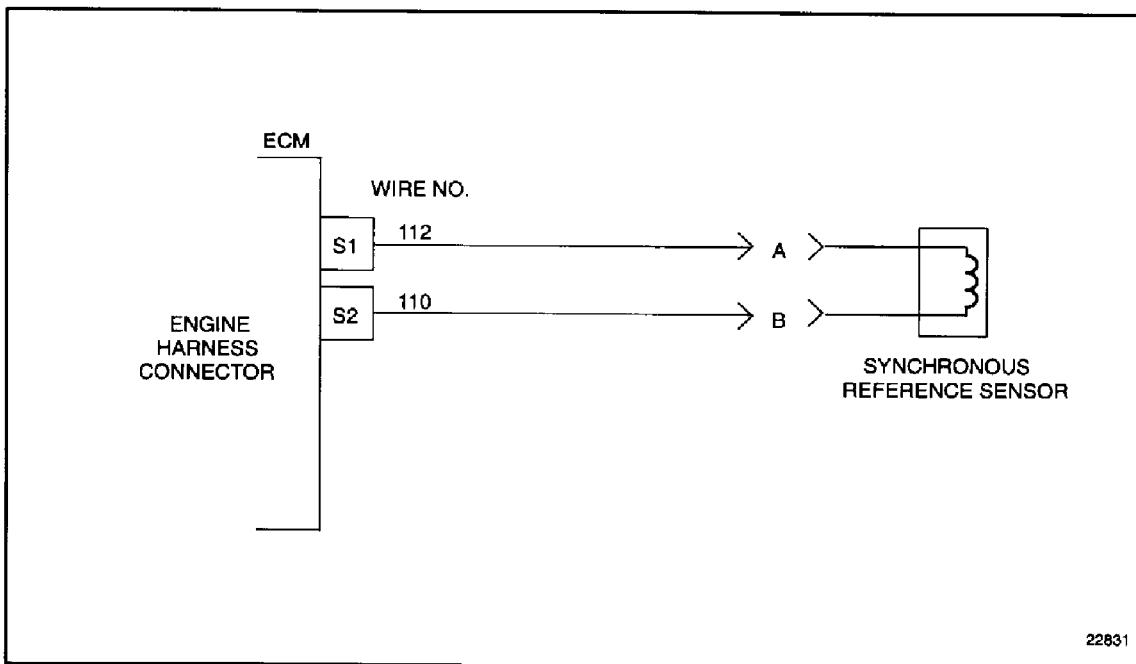 ECM
WIRE NO.
S1
112
A
S2
110
B
ENGINE
HARNESS
CONNECTOR
SYNCHRONOUS
REFERENCE SENSOR
22831